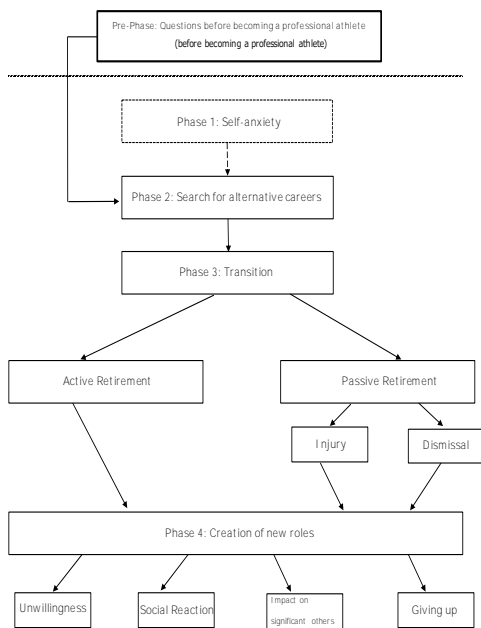 Pre-Phase: Questions before becoming a professional athlete
(before becoming a professional athlete)
Phase 1: Self-anxiety
Phase 2: Search for alternative careers
Phase 3: Transition
Active Retirement
Passive Retirement
Injury
Dismissal
Phase 4: Creation of new roles
Unwillingness
Social Reaction
Impact on
significant others
Giving up